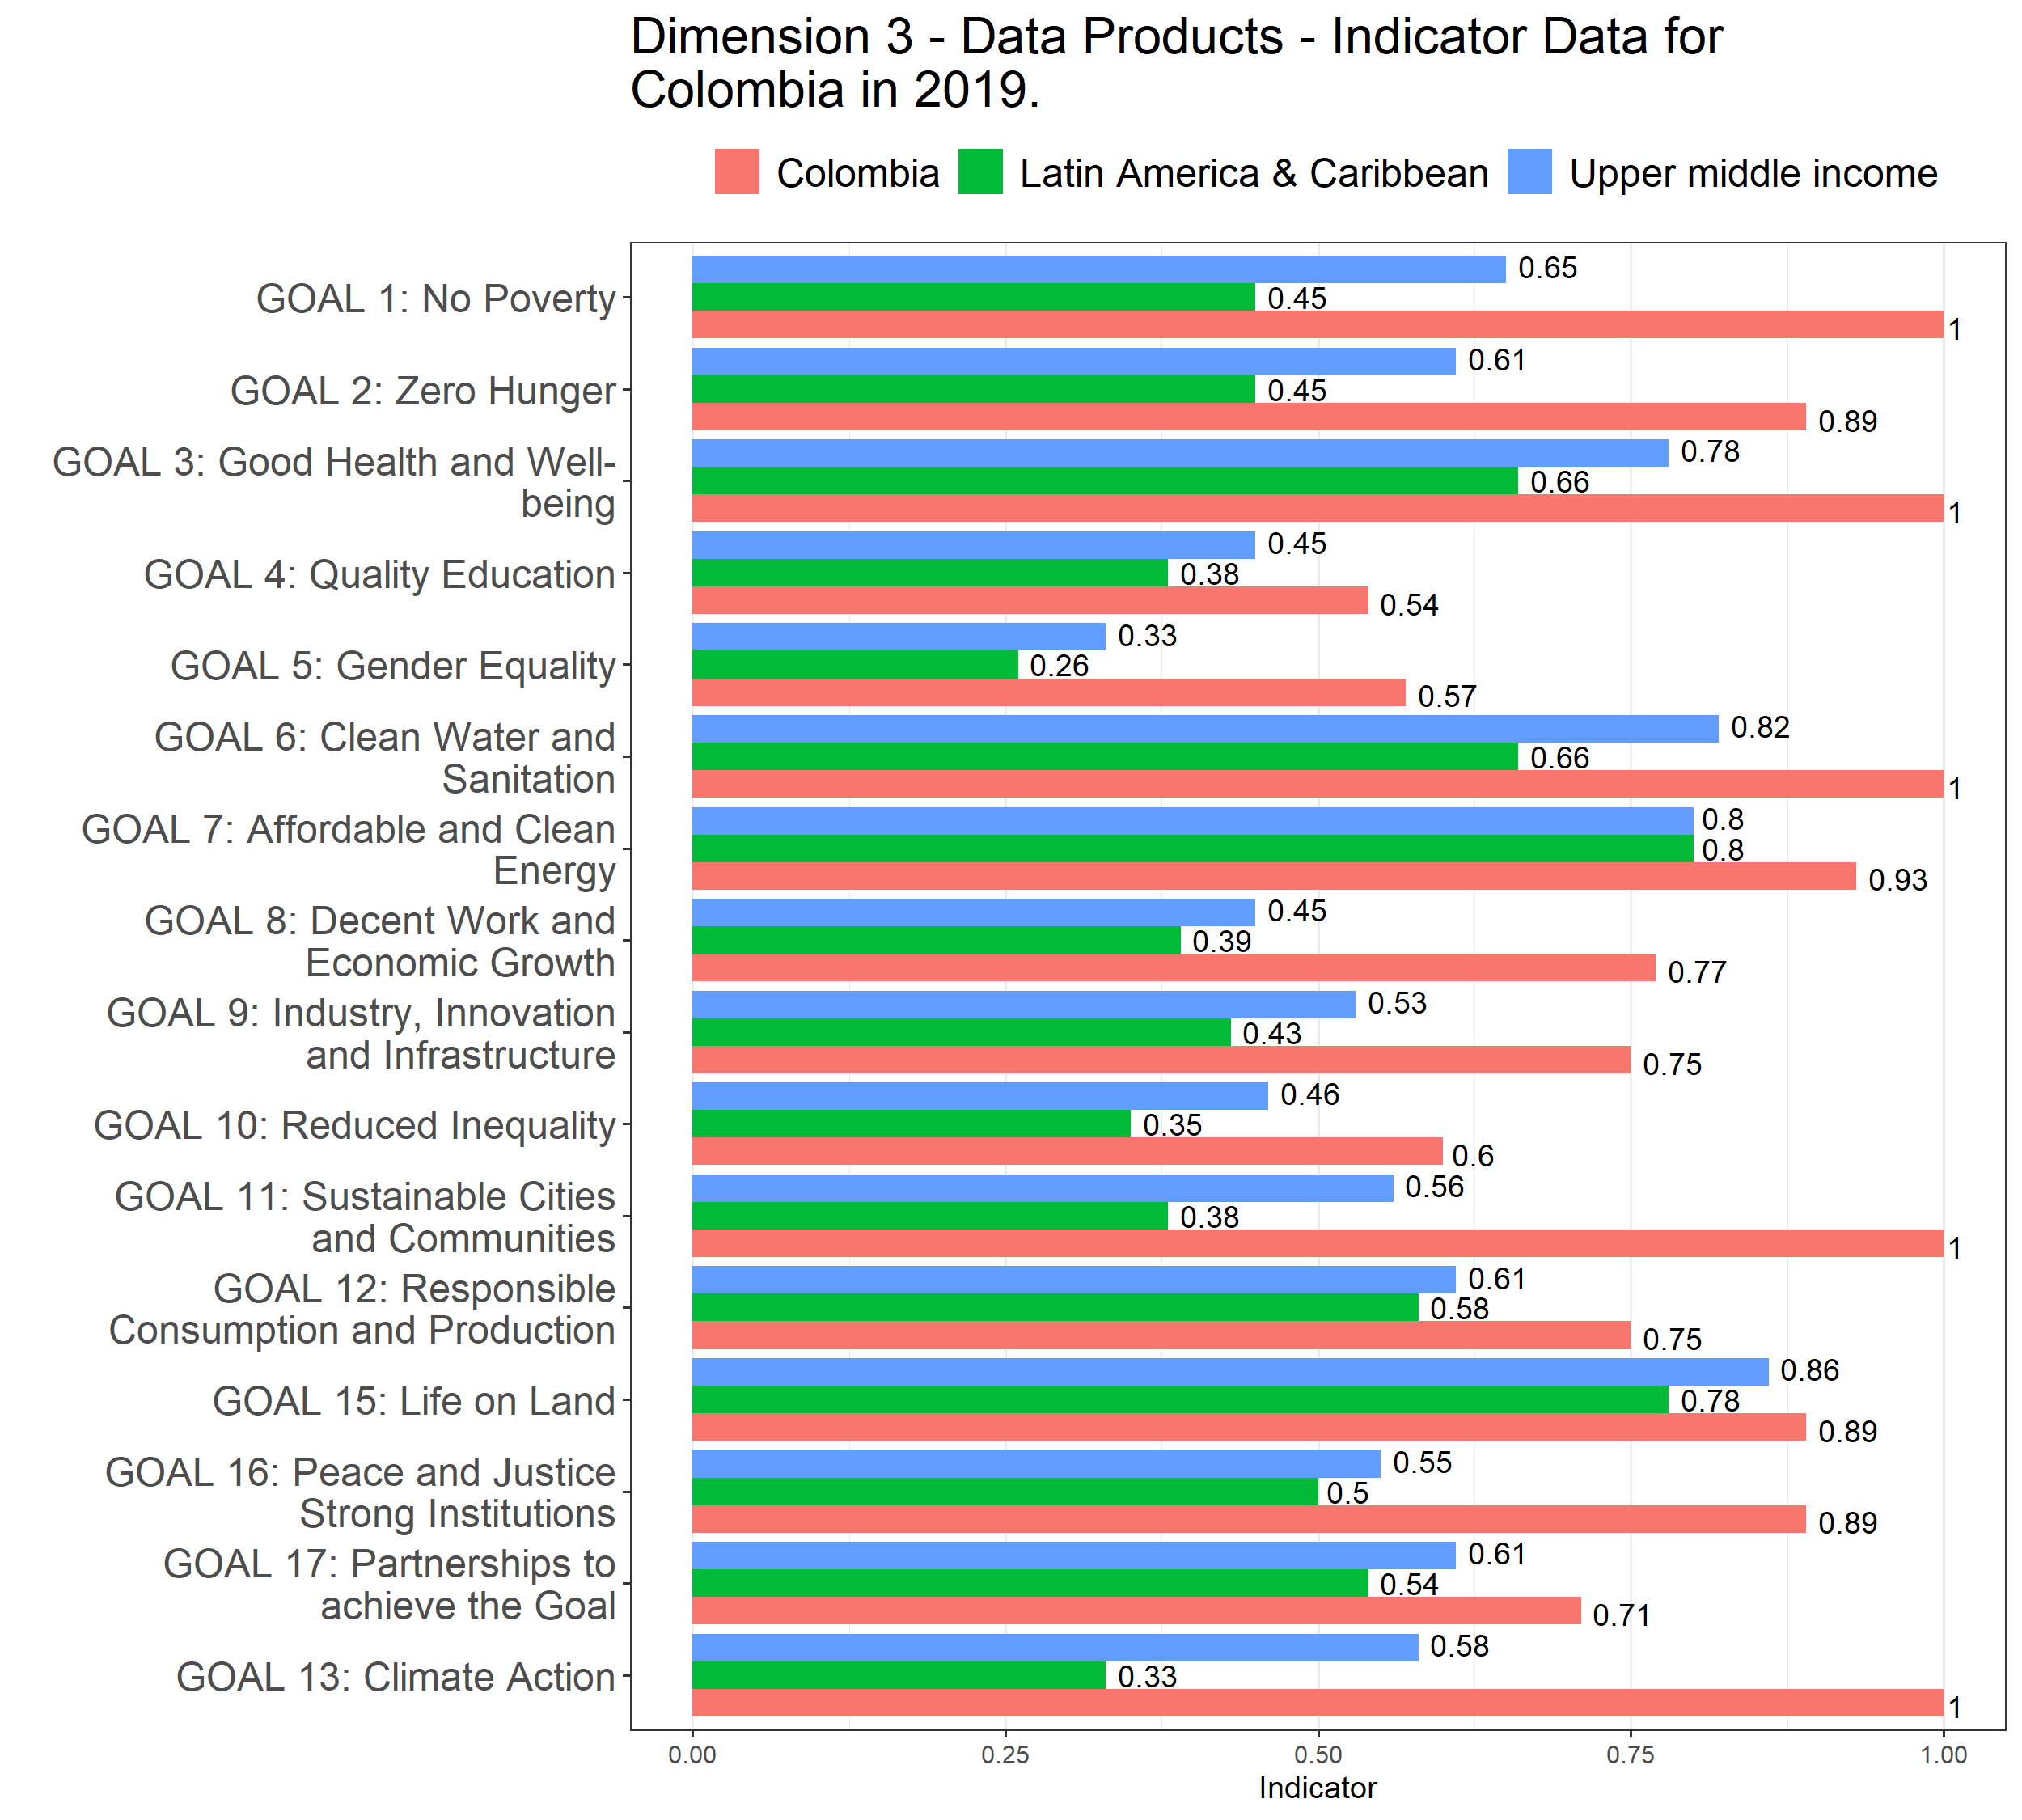 Dimension 3 - Data Products - Indicator Data for
Colombia in 2019.
Colombia
Latin America & Caribbean
Upper middle income
GOAL 1: No Poverty
0.65
0.45
1
GOAL 2: Zero Hunger
0.61
0.45
0.89
GOAL 3: Good Health and Well-
being
0.78
0.66
1
GOAL 4: Quality Education
0.45
0.38
0.54
GOAL 5: Gender Equality
0.33
0.26
0.57
GOAL 6: Clean Water and
Sanitation
0.82
0.66
1
GOAL 7: Affordable and Clean
Energy
0.8
0.8
0.93
GOAL 8: Decent Work and
Economic Growth
0.45
0.39
0.77
GOAL 9: Industry, Innovation
and Infrastructure
0.53
0.43
0.75
GOAL 10: Reduced Inequality
0.46
0.35
0.6
GOAL 11: Sustainable Cities
and Communities
0.56
0.38
1
GOAL 12: Responsible
Consumption and Production
0.61
0.58
0.75
GOAL 15: Life on Land
0.86
0.78
0.89
GOAL 16: Peace and Justice
Strong Institutions
0.55
0.5
0.89
GOAL 17: Partnerships to
achieve the Goal
0.61
0.54
0.71
GOAL 13: Climate Action
0.58
0.33
1
0.00
0.25
0.50
0.75
1.00
Indicator